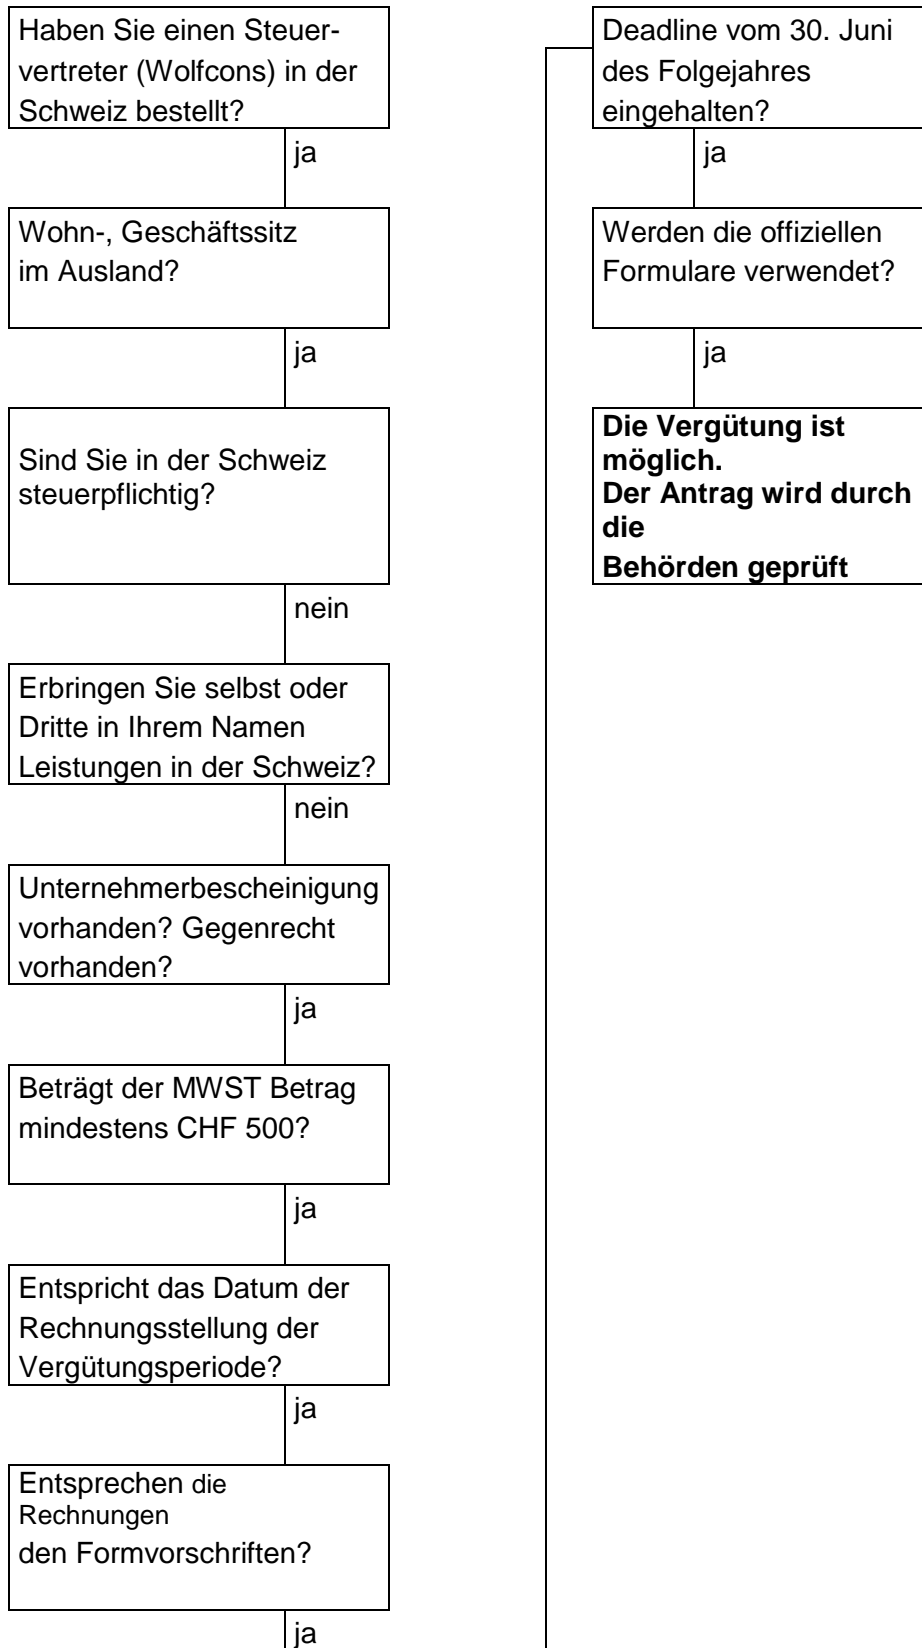 Haben Sie einen Steuer-
vertreter (Wolfcons) in der
Schweiz bestellt?
ja
Wohn-, Geschäftssitz
im Ausland?
ja
Sind Sie in der Schweiz
steuerpflichtig?
nein
Erbringen Sie selbst oder
Dritte in Ihrem Namen
Leistungen in der Schweiz?
nein
Unternehmerbescheinigung
vorhanden? Gegenrecht
vorhanden?
ja
Beträgt der MWST Betrag
mindestens CHF 500?
ja
Entspricht das Datum der
Rechnungsstellung der
Vergütungsperiode?
ja
Entsprechen die
Rechnungen
den Formvorschriften?
ja
Deadline vom 30. Juni
des Folgejahres
eingehalten?
ja
Werden die offiziellen
Formulare verwendet?
ja
Die Vergütung ist
möglich.
Der Antrag wird durch
die
Behörden geprüft